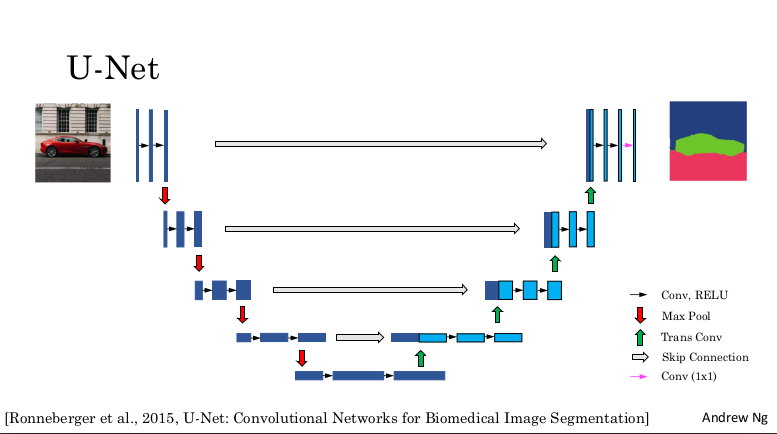 U-Net
Conv, RELU
Max Pool
Trans Conv
Skip Connection
Conv (1x1)
[Ronneberger et al., 2015, U-Net: Convolutional Networks for Biomedical Image Segmentation]
Andrew Ng